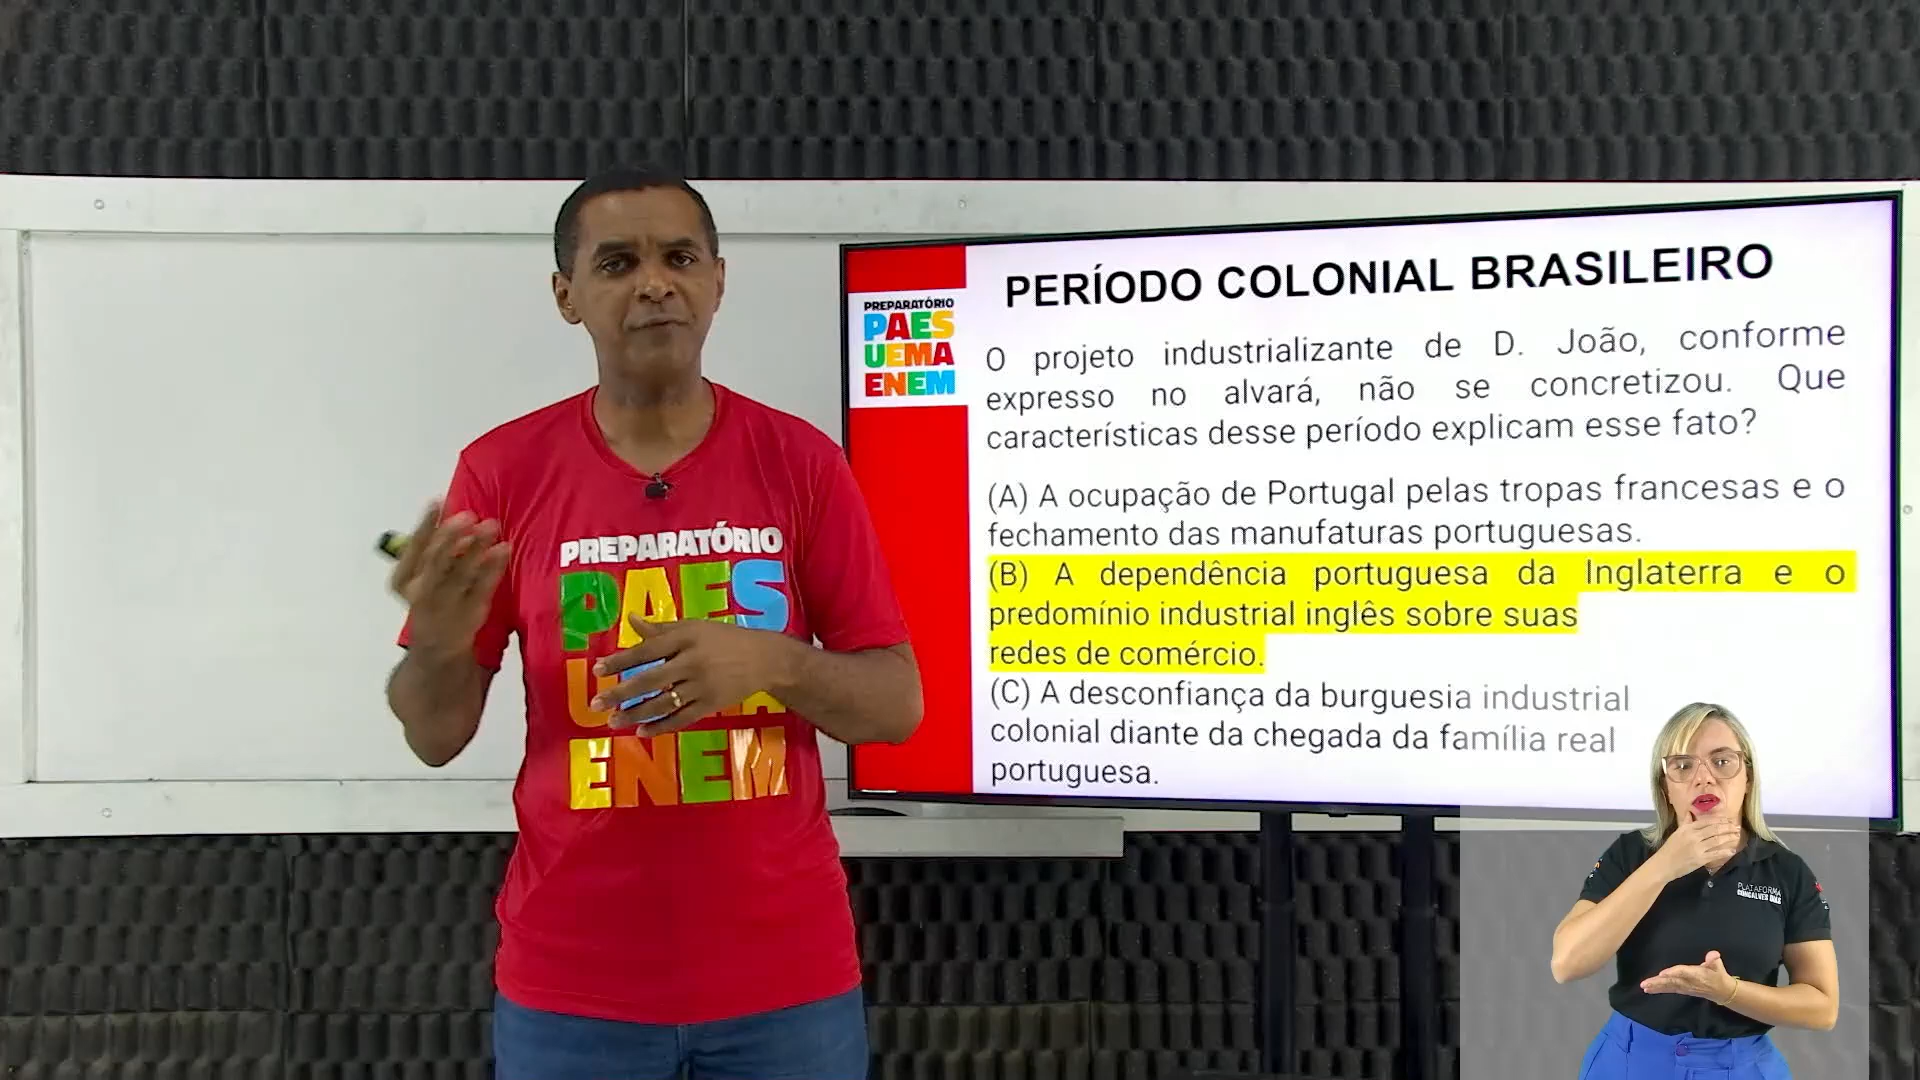 PERÍODO COLONIAL BRASILEIRO
PREPARATÓRIO
PAES
UEMA
ENEM
O projeto industrializante de D. João, conforme
expresso no alvará, não se concretizou. Que
características desse período explicam esse fato?
(A) A ocupação de Portugal pelas tropas francesas e o
fechamento das manufaturas portuguesas.
(B) A dependência portuguesa da Inglaterra e o
predomínio industrial inglês sobre suas
redes de comércio.
(C) A desconfiança da burguesia industrial
colonial diante da chegada da família real
portuguesa.
PREPARATÓRIO
PAES
ENEM
PLATAFORMA
GONÇALVES DIAS